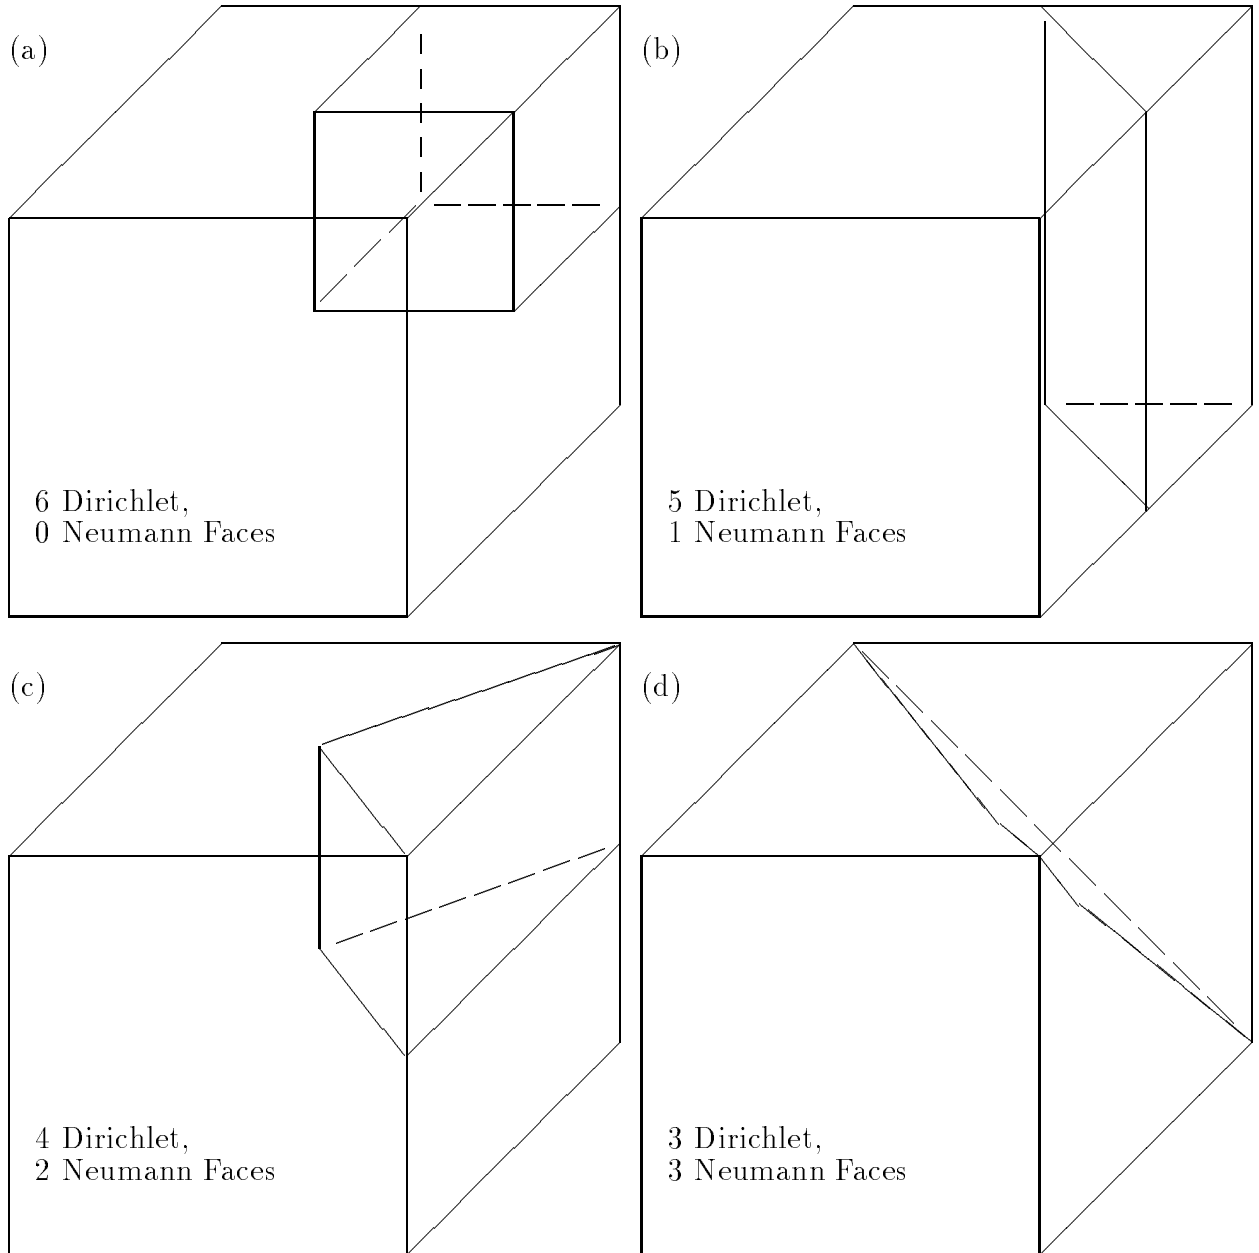 (a)
6 Dirichlet,
0 Neumann Faces
(b)
5 Dirichlet,
1 Neumann Faces
(c)
4 Dirichlet,
2 Neumann Faces
(d)
3 Dirichlet,
3 Neumann Faces